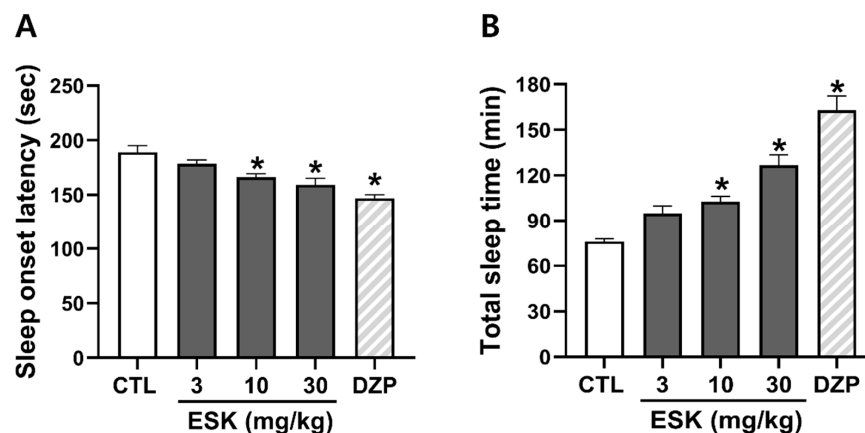 A
Sleep onset latency (sec)
250
200
150
100
50
0
*
*
*
CTL 3 10 30 DZP
ESK (mg/kg)
B
Total sleep time (min)
180
150
120
90
60
30
0
*
*
*
CTL 3 10 30 DZP
ESK (mg/kg)